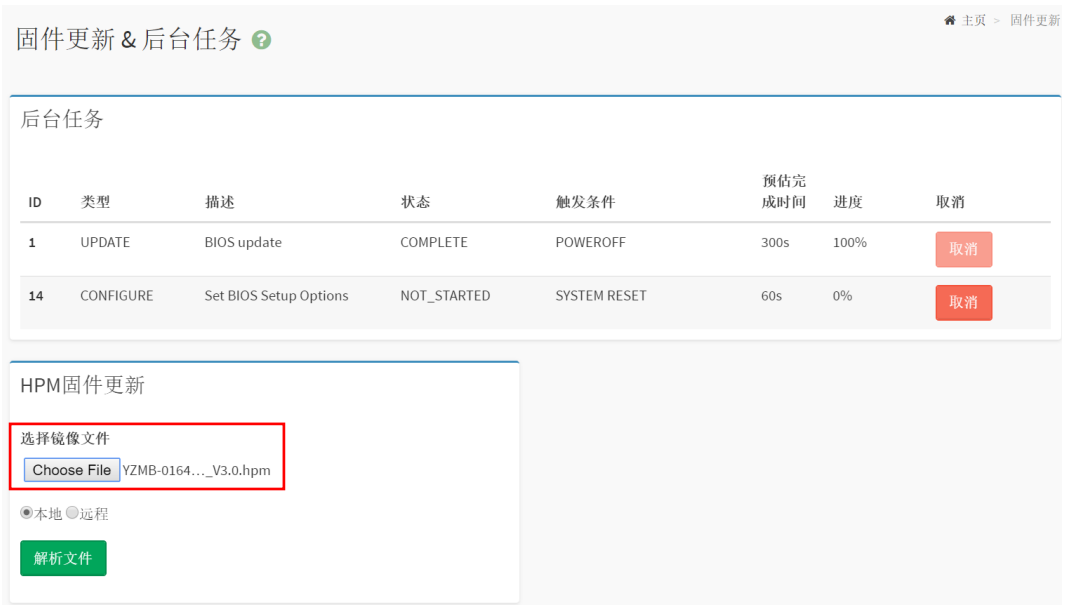 主页 > 固件更新
固件更新 & 后台任务 ?
后台任务
ID 类型 描述 状态 触发条件 预估完成时间 进度 取消
1 UPDATE BIOS update COMPLETE POWEROFF 300s 100% 取消
14 CONFIGURE Set BIOS Setup Options NOT_STARTED SYSTEM RESET 60s 0% 取消
HPM固件更新
选择镜像文件
Choose File YZMB-0164…_V3.0.hpm
本地 远程
解析文件